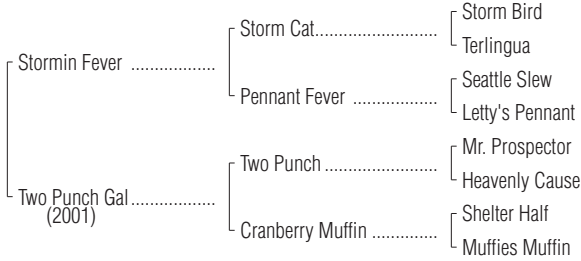 Storm Bird
Storm Cat........................
Terlingua
Stormin Fever .................
Seattle Slew
Pennant Fever .................
Letty's Pennant
Mr. Prospector
Two Punch.......................
Heavenly Cause
Two Punch Gal.................
(2001)
Shelter Half
Cranberry Muffin .............
Muffies Muffin